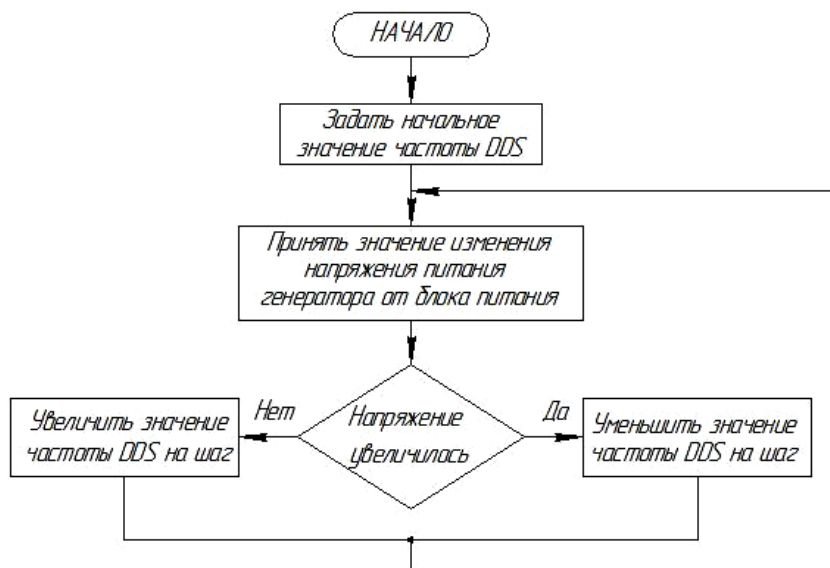 НАЧАЛО
Задать начальное
значение частоты DDS
Принять значение изменения
напряжения питания
генератора от блока питания
Увеличить значение
частоты DDS на шаг
Нет
Напряжение
увеличилось
Да
Уменьшить значение
частоты DDS на шаг